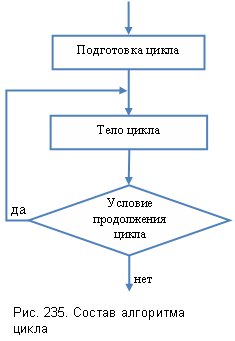 Подготовка цикла
Тело цикла
Условие
продолжения
цикла
да
нет
Рис. 235. Состав алгоритма
цикла